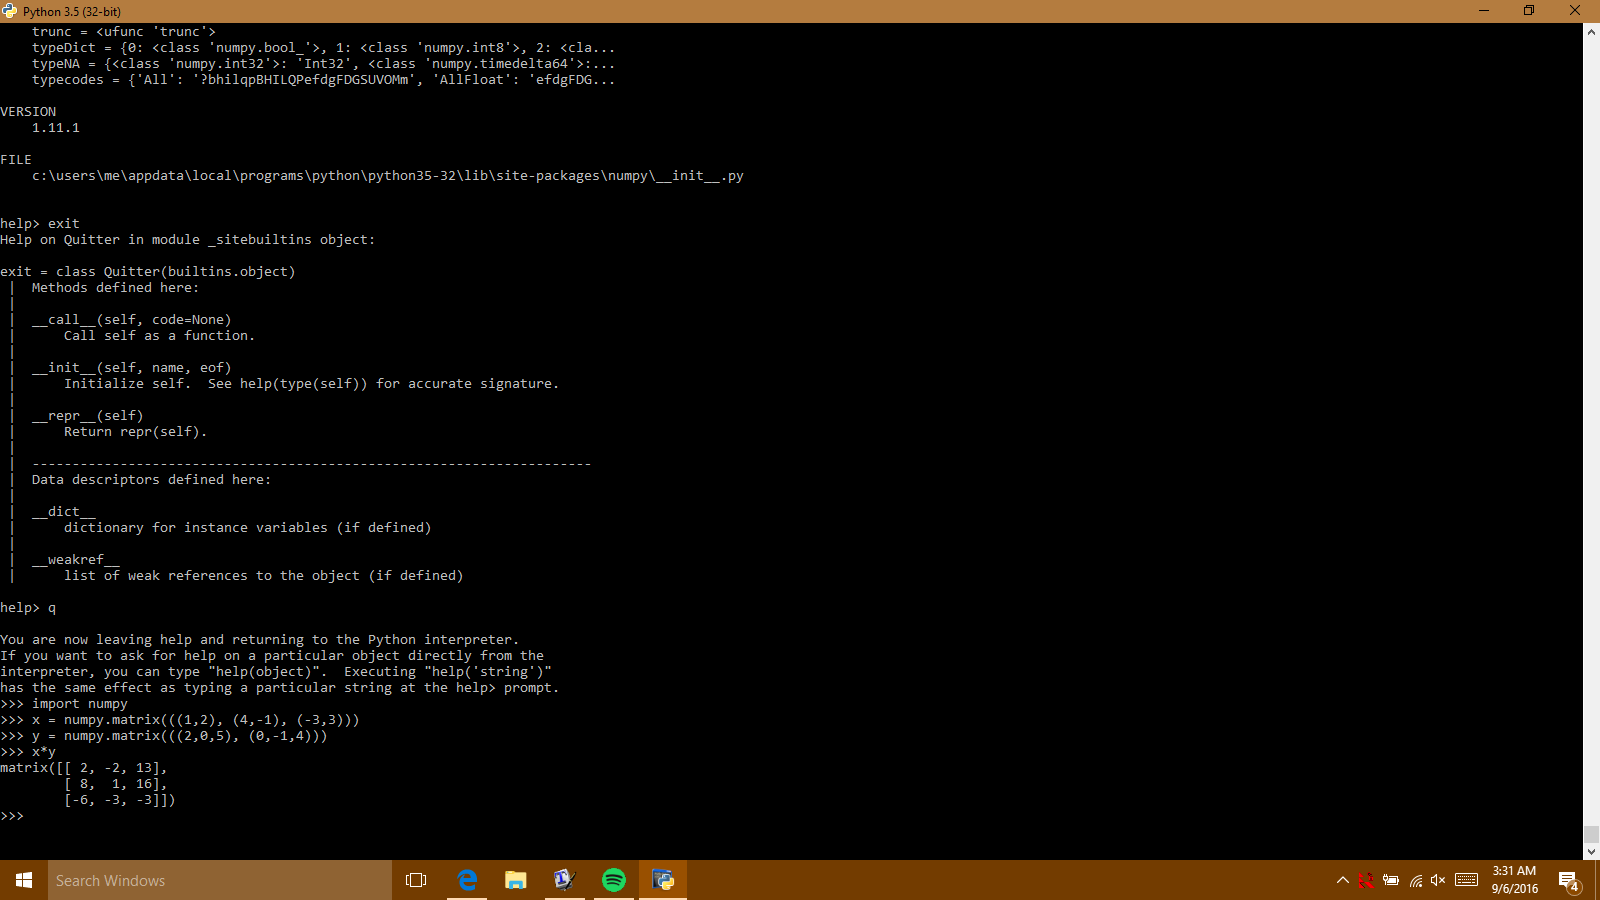 Python 3.5 (32-bit)
    trunc = <ufunc 'trunc'>
    typeDict = {0: <class 'numpy.bool_'>, 1: <class 'numpy.int8'>, 2: <cla...
    typeNA = {<class 'numpy.int32'>: 'Int32', <class 'numpy.timedelta64'>:...
    typecodes = {'All': '?bhilqpBHILQPefdgFDGSUVOMm', 'AllFloat': 'efdgFDG...
VERSION
    1.11.1
FILE
    c:\users\me\appdata\local\programs\python\python35-32\lib\site-packages\numpy\__init__.py
help> exit
Help on Quitter in module _sitebuiltins object:
exit = class Quitter(builtins.object)
 |  Methods defined here:
 |
 |  __call__(self, code=None)
 |      Call self as a function.
 |
 |  __init__(self, name, eof)
 |      Initialize self.  See help(type(self)) for accurate signature.
 |
 |  __repr__(self)
 |      Return repr(self).
 |
 |  ----------------------------------------------------------------------
 |  Data descriptors defined here:
 |
 |  __dict__
 |      dictionary for instance variables (if defined)
 |
 |  __weakref__
 |      list of weak references to the object (if defined)
help> q
You are now leaving help and returning to the Python interpreter.
If you want to ask for help on a particular object directly from the
interpreter, you can type "help(object)".  Executing "help('string')"
has the same effect as typing a particular string at the help> prompt.
>>> import numpy
>>> x = numpy.matrix(((1,2), (4,-1), (-3,3)))
>>> y = numpy.matrix(((2,0,5), (0,-1,4)))
>>> x*y
matrix([[ 2, -2, 13],
        [ 8,  1, 16],
        [-6, -3, -3]])
>>>
Search Windows
3:31 AM
9/6/2016
4